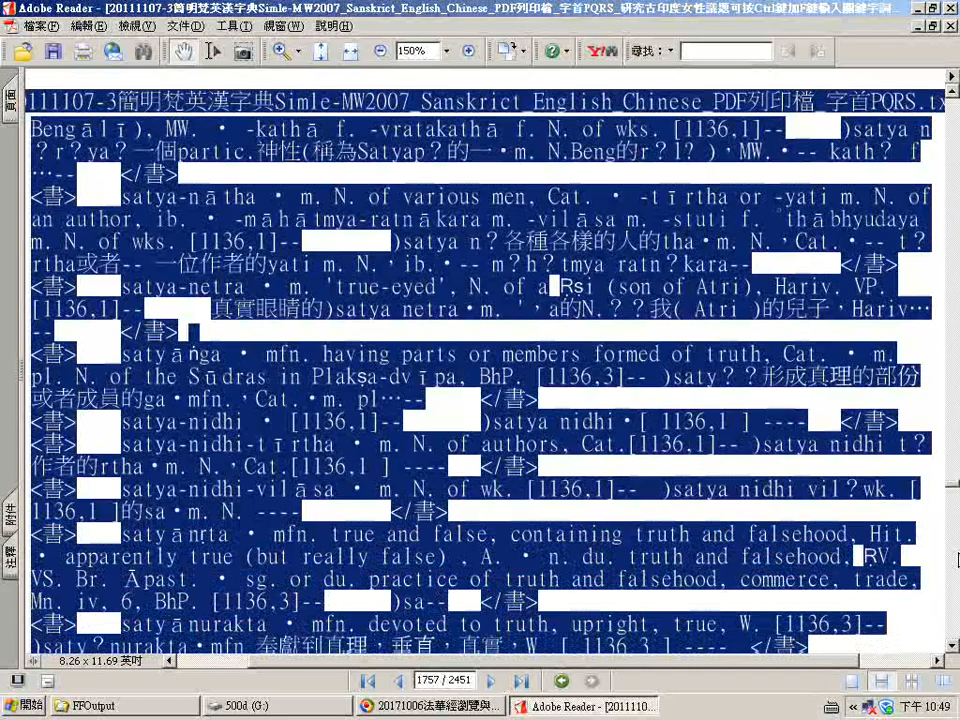 Adobe Reader - [20111107-3簡明梵英漢字典Simle-MW2007_Sanskrict_English_Chinese_PDF列印檔_字首PQRS_研究古印度女性議題可按Ctrl鍵加F鍵輸入關鍵字詞
檔案(F) 編輯(E) 檢視(V) 文件(D) 工具(T) 視窗(W) 說明(H)
150% Y! 尋找:
111107-3簡明梵英漢字典Simle-MW2007_Sanskrict_English_Chinese_PDF列印檔_字首PQRS.tx
Bengālī), MW. • -kathā f. -vratakathā f. N. of wks. [1136,1]-- )satya n
?r?ya?一個partic.神性(稱為Satyap?的一•m. N.Beng的r?l? ),MW.•-- kath? f
…-- </書>
<書> satya-nātha • m. N. of various men, Cat. • -tīrtha or -yati m. N. of
an author, ib. • -māhātmya-ratnākara m. -vilāsa m. -stuti f. °thābhyudaya
m. N. of wks. [1136,1]-- )satya n?各種各樣的人的tha•m. N.,Cat.•-- t?
rtha或者-- 一位作者的yati m. N.,ib.•-- m?h?tmya ratn?kara-- </書>
<書> satya-netra • m. 'true-eyed', N. of a Rsi (son of Atri), Hariv. VP.
[1136,1]-- 真實眼睛的)satya netra•m. ',a的N.??我( Atri )的兒子,Hariv…
-- </書>
<書> satyāṅga • mfn. having parts or members formed of truth, Cat. • m.
pl. N. of the Sūdras in Plakṣa-dvīpa, BhP. [1136,3]-- )saty??形成真理的部份
或者成員的ga•mfn.,Cat.•m. pl…-- </書>
<書> satya-nidhi • [1136,1]-- )satya nidhi•[ 1136,1 ] ---- </書>
<書> satya-nidhi-tīrtha • m. N. of authors, Cat.[1136,1]-- )satya nidhi t?
作者的rtha•m. N.,Cat.[1136,1 ] ---- </書>
<書> satya-nidhi-vilāsa • m. N. of wk. [1136,1]-- )satya nidhi vil?wk. [
1136,1 ]的sa•m. N. ---- </書>
<書> satyānṛta • mfn. true and false, containing truth and falsehood, Hit.
• apparently true (but really false) , A. • n. du. truth and falsehood, RV.
VS. Br. Āpast. • sg. or du. practice of truth and falsehood, commerce, trade,
Mn. iv, 6, BhP. [1136,3]-- )sa-- </書>
<書> satyānurakta • mfn. devoted to truth, upright, true, W. [1136,3]--
)saty?nurakta•mfn.奉獻到真理,垂直,真實,W. [ 1136,3 ] ---- </書>
頁面
附件
註釋
8.26 x 11.69 英吋
1757 / 2451
開始 FFOutput 500d (G:) 20171006法華經瀏覽與... Adobe Reader - [2011110... 下午 10:49